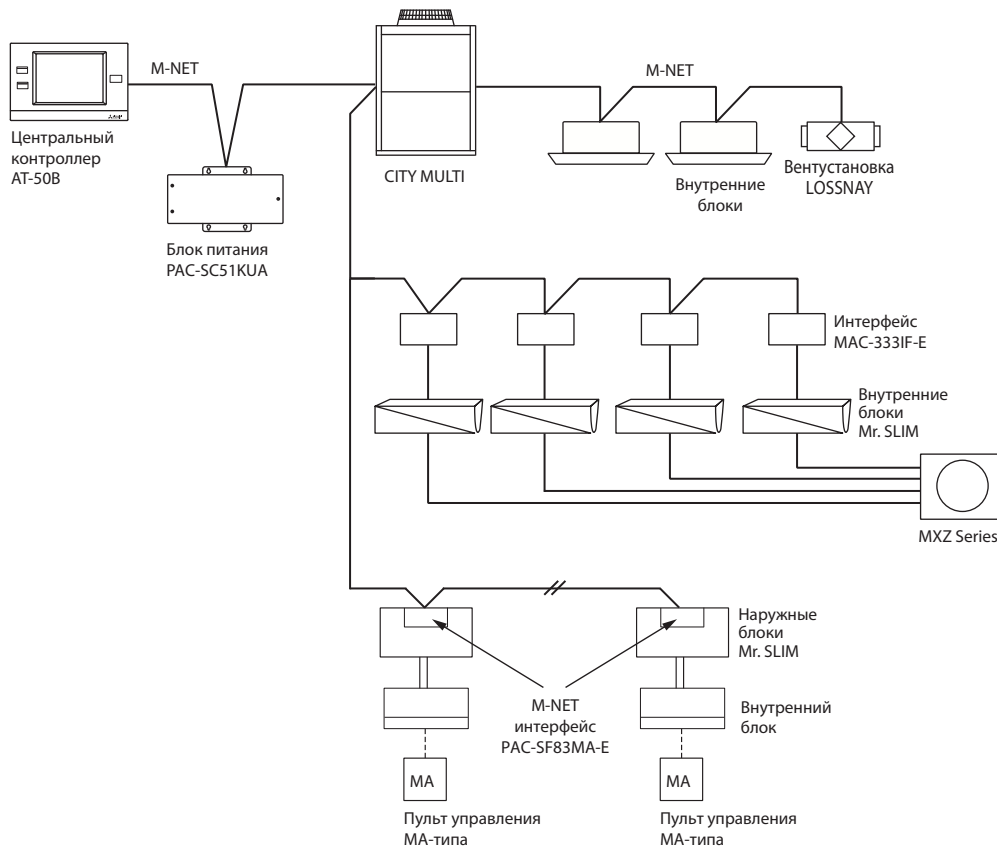 M-NET
M-NET
Центральный
контроллер
AT-50B
CITY MULTI
Внутренние
блоки
Вентустановка
LOSSNAY
Блок питания
PAC-SC51KUA
Интерфейс
MAC-333IF-E
Внутренние
блоки
Mr. SLIM
MXZ Series
Наружные
блоки
Mr. SLIM
M-NET
интерфейс
PAC-SF83MA-E
Внутренний
блок
MA
MA
Пульт управления
МА-типа
Пульт управления
МА-типа